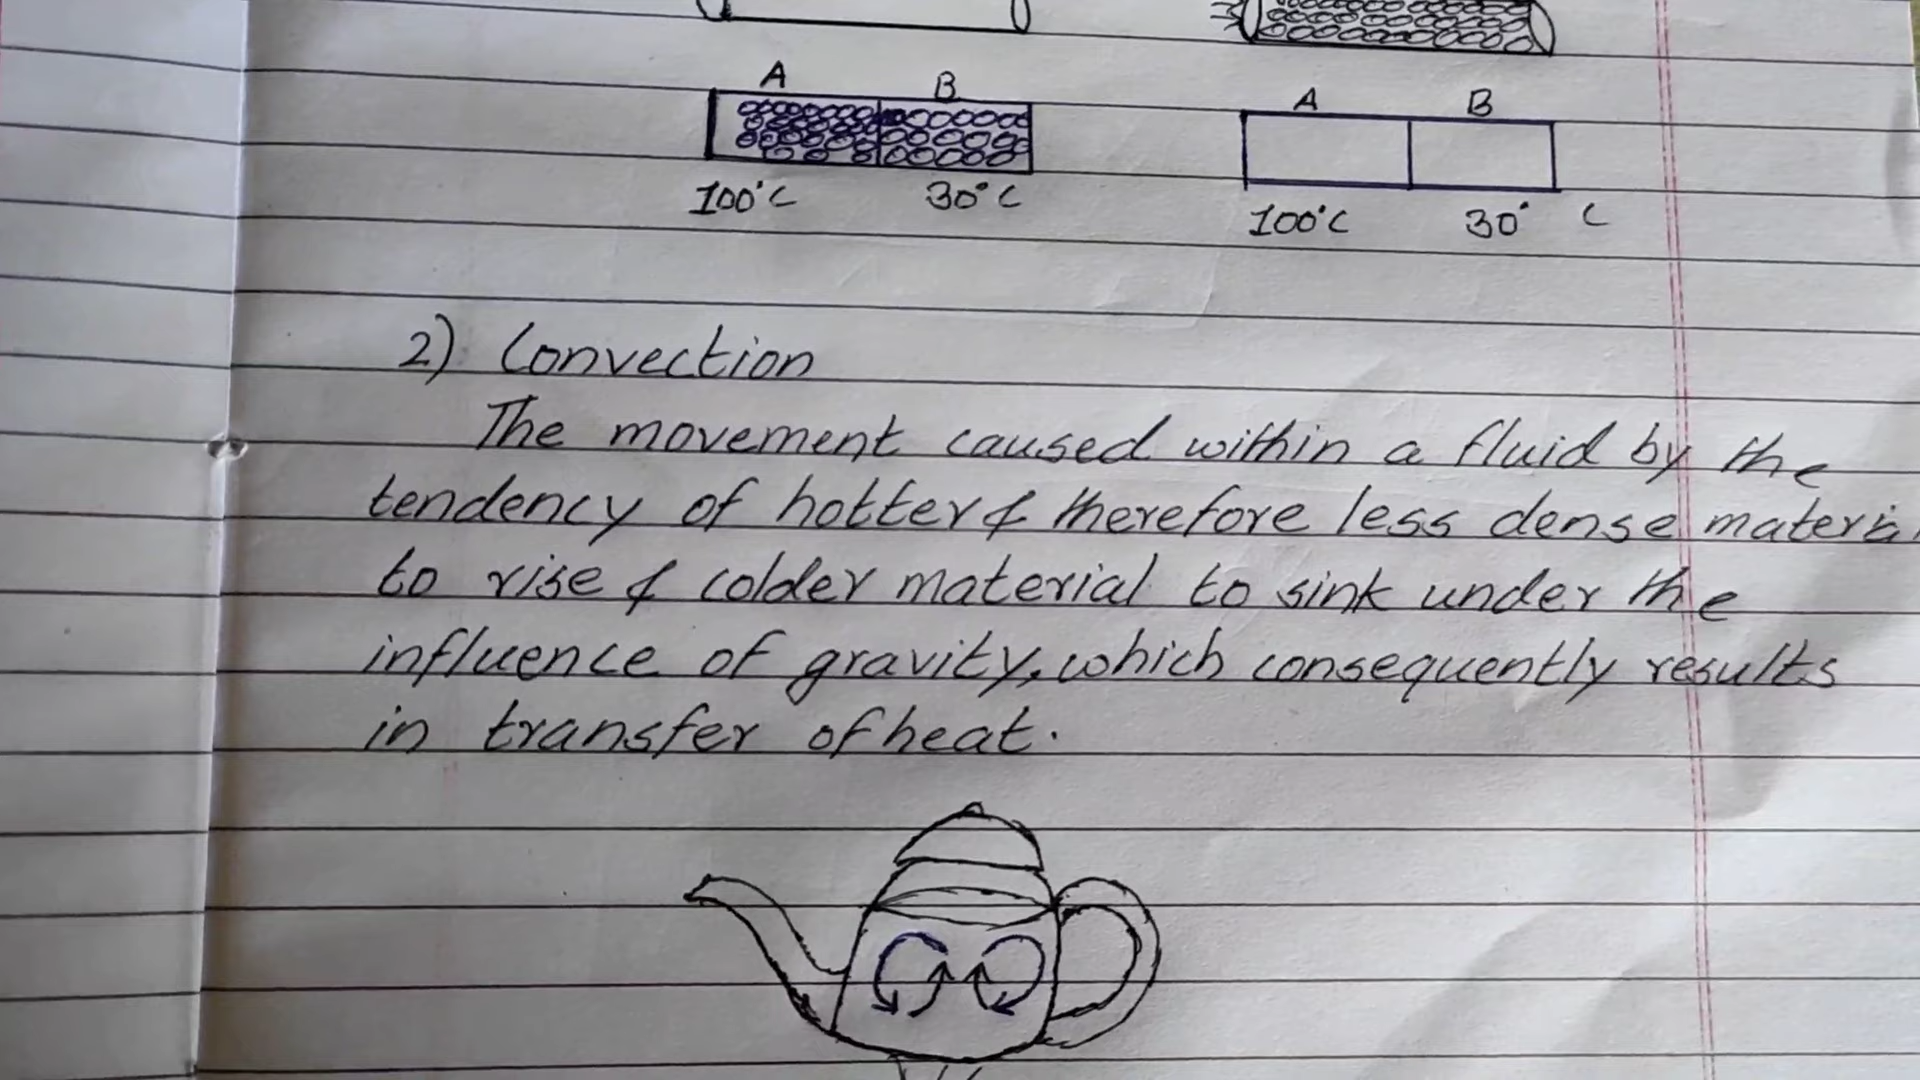 A B A B
100°C 30°C 100°C 30° C
2) Convection
The movement caused within a fluid by the
tendency of hotter & therefore less dense materi
to rise & colder material to sink under the
influence of gravity, which consequently results
in transfer of heat.